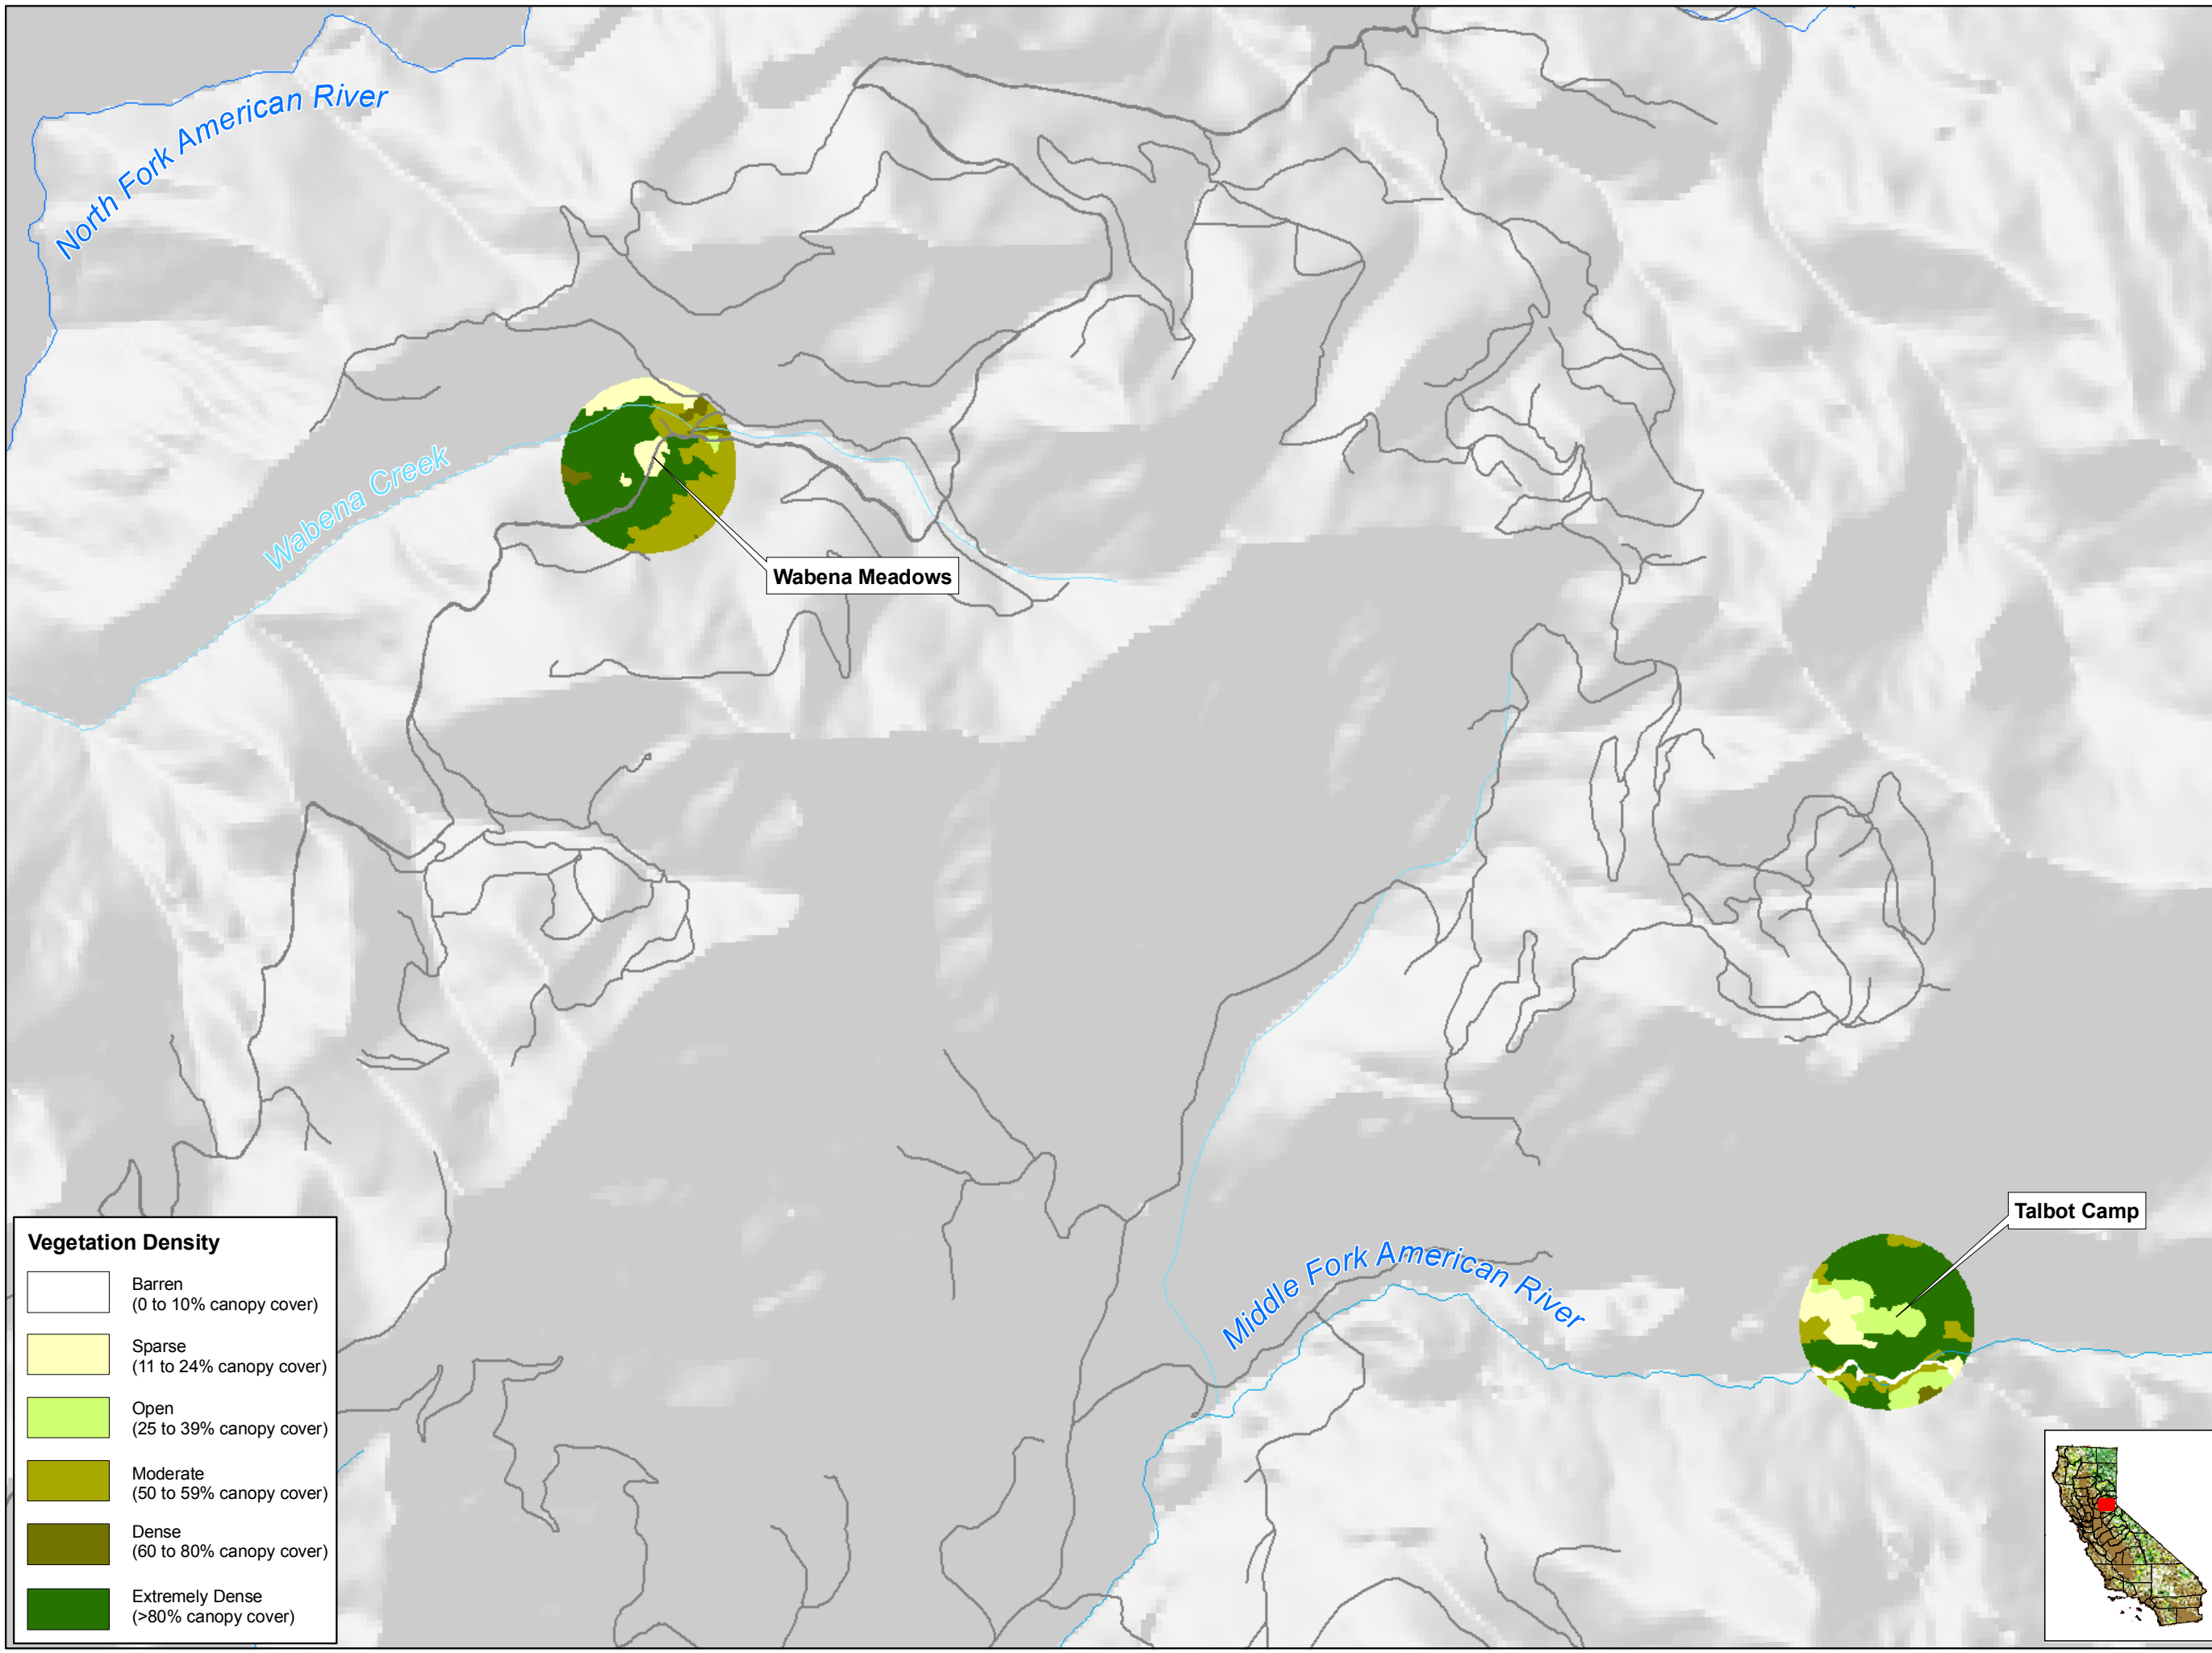 North Fork American River
Wabena Creek
Wabena Meadows
Talbot Camp
Middle Fork American River
Vegetation Density
Barren
(0 to 10% canopy cover)
Sparse
(11 to 24% canopy cover)
Open
(25 to 39% canopy cover)
Moderate
(50 to 59% canopy cover)
Dense
(60 to 80% canopy cover)
Extremely Dense
(>80% canopy cover)